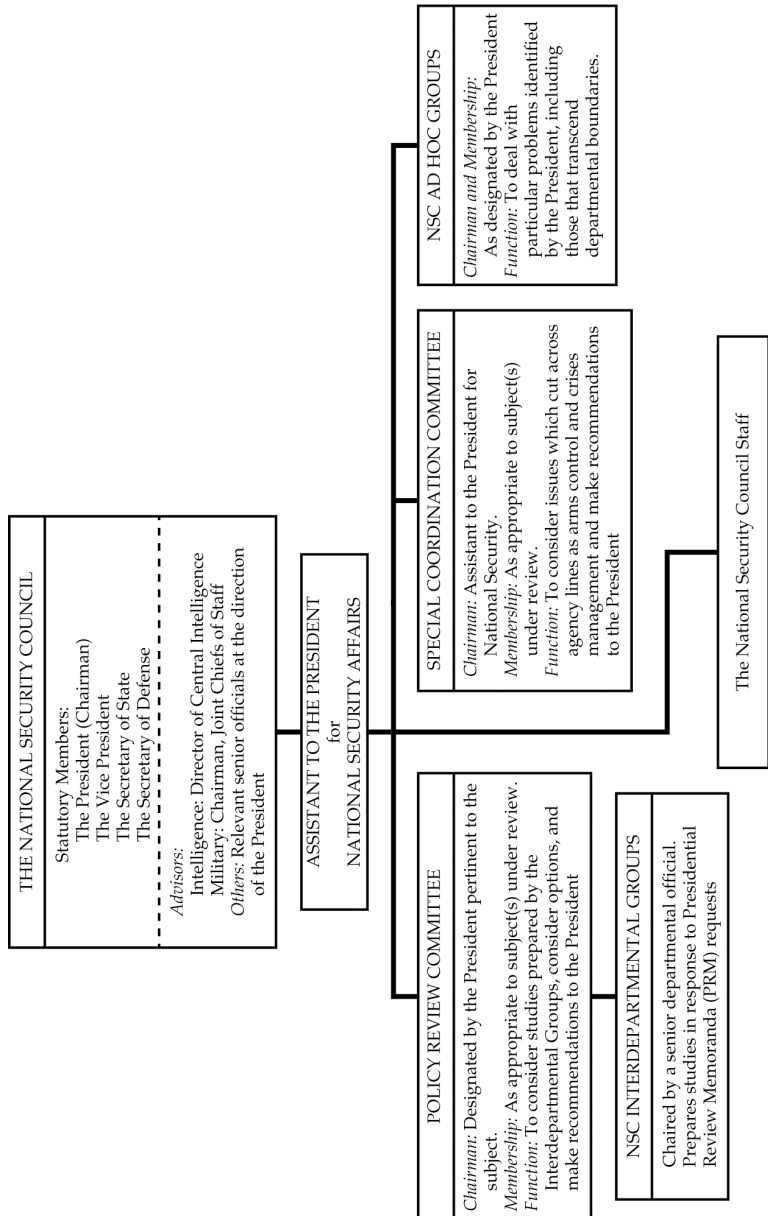 THE NATIONAL SECURITY COUNCIL
Statutory Members:
The President (Chairman)
The Vice President
The Secretary of State
The Secretary of Defense
Advisors:
Intelligence: Director of Central Intelligence
Military: Chairman, Joint Chiefs of Staff
Others: Relevant senior officials at the direction
of the President
ASSISTANT TO THE PRESIDENT
for
NATIONAL SECURITY AFFAIRS
POLICY REVIEW COMMITTEE
Chairman: Designated by the President pertinent to the
subject.
Membership: As appropriate to subject(s) under review.
Function: To consider studies prepared by the
Interdepartmental Groups, consider options, and
make recommendations to the President
SPECIAL COORDINATION COMMITTEE
Chairman: Assistant to the President for
National Security.
Membership: As appropriate to subject(s)
under review.
Function: To consider issues which cut across
agency lines as arms control and crises
management and make recommendations
to the President
NSC AD HOC GROUPS
Chairman and Membership:
As designated by the President
Function: To deal with
particular problems identified
by the President, including
those that transcend
departmental boundaries.
NSC INTERDEPARTMENTAL GROUPS
Chaired by a senior departmental official.
Prepares studies in response to Presidential
Review Memoranda (PRM) requests
The National Security Council Staff